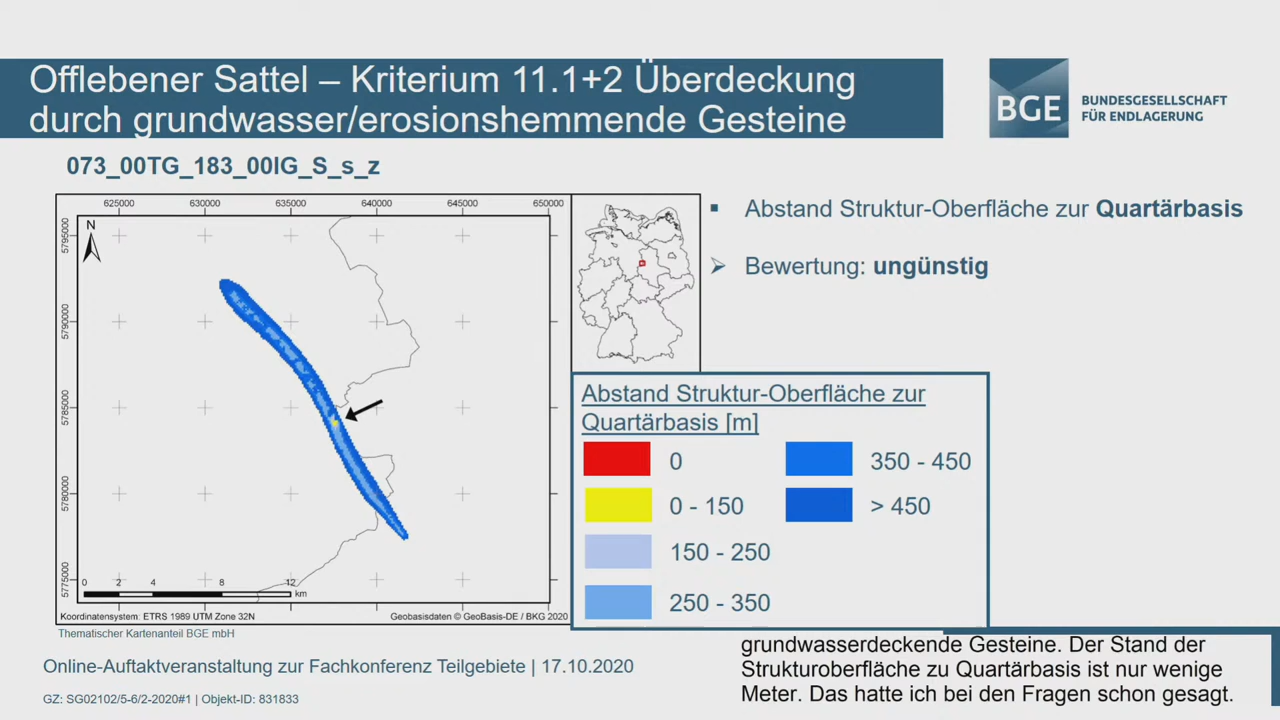 Offlebener Sattel – Kriterium 11.1+2 Überdeckung
durch grundwasser/erosionshemmende Gesteine
BGE
BUNDESGESELLSCHAFT
FÜR ENDLAGERUNG
073_00TG_183_00IG_S_s_z
625000 630000 635000 640000 645000 650000
N
5795000
5790000
5785000
5780000
5775000
0 2 4 8 12
km
Koordinatensystem: ETRS 1989 UTM Zone 32N
Geobasisdaten © GeoBasis-DE / BKG 2020
Thematischer Kartenanteil BGE mbH
Abstand Struktur-Oberfläche zur Quartärbasis
Bewertung: ungünstig
Abstand Struktur-Oberfläche zur
Quartärbasis [m]
0
0 - 150
150 - 250
250 - 350
350 - 450
> 450
Online-Auftaktveranstaltung zur Fachkonferenz Teilgebiete | 17.10.2020
GZ: SG02102/5-6/2-2020#1 | Objekt-ID: 831833
grundwasserdeckende Gesteine. Der Stand der
Strukturoberfläche zu Quartärbasis ist nur wenige
Meter. Das hatte ich bei den Fragen schon gesagt.